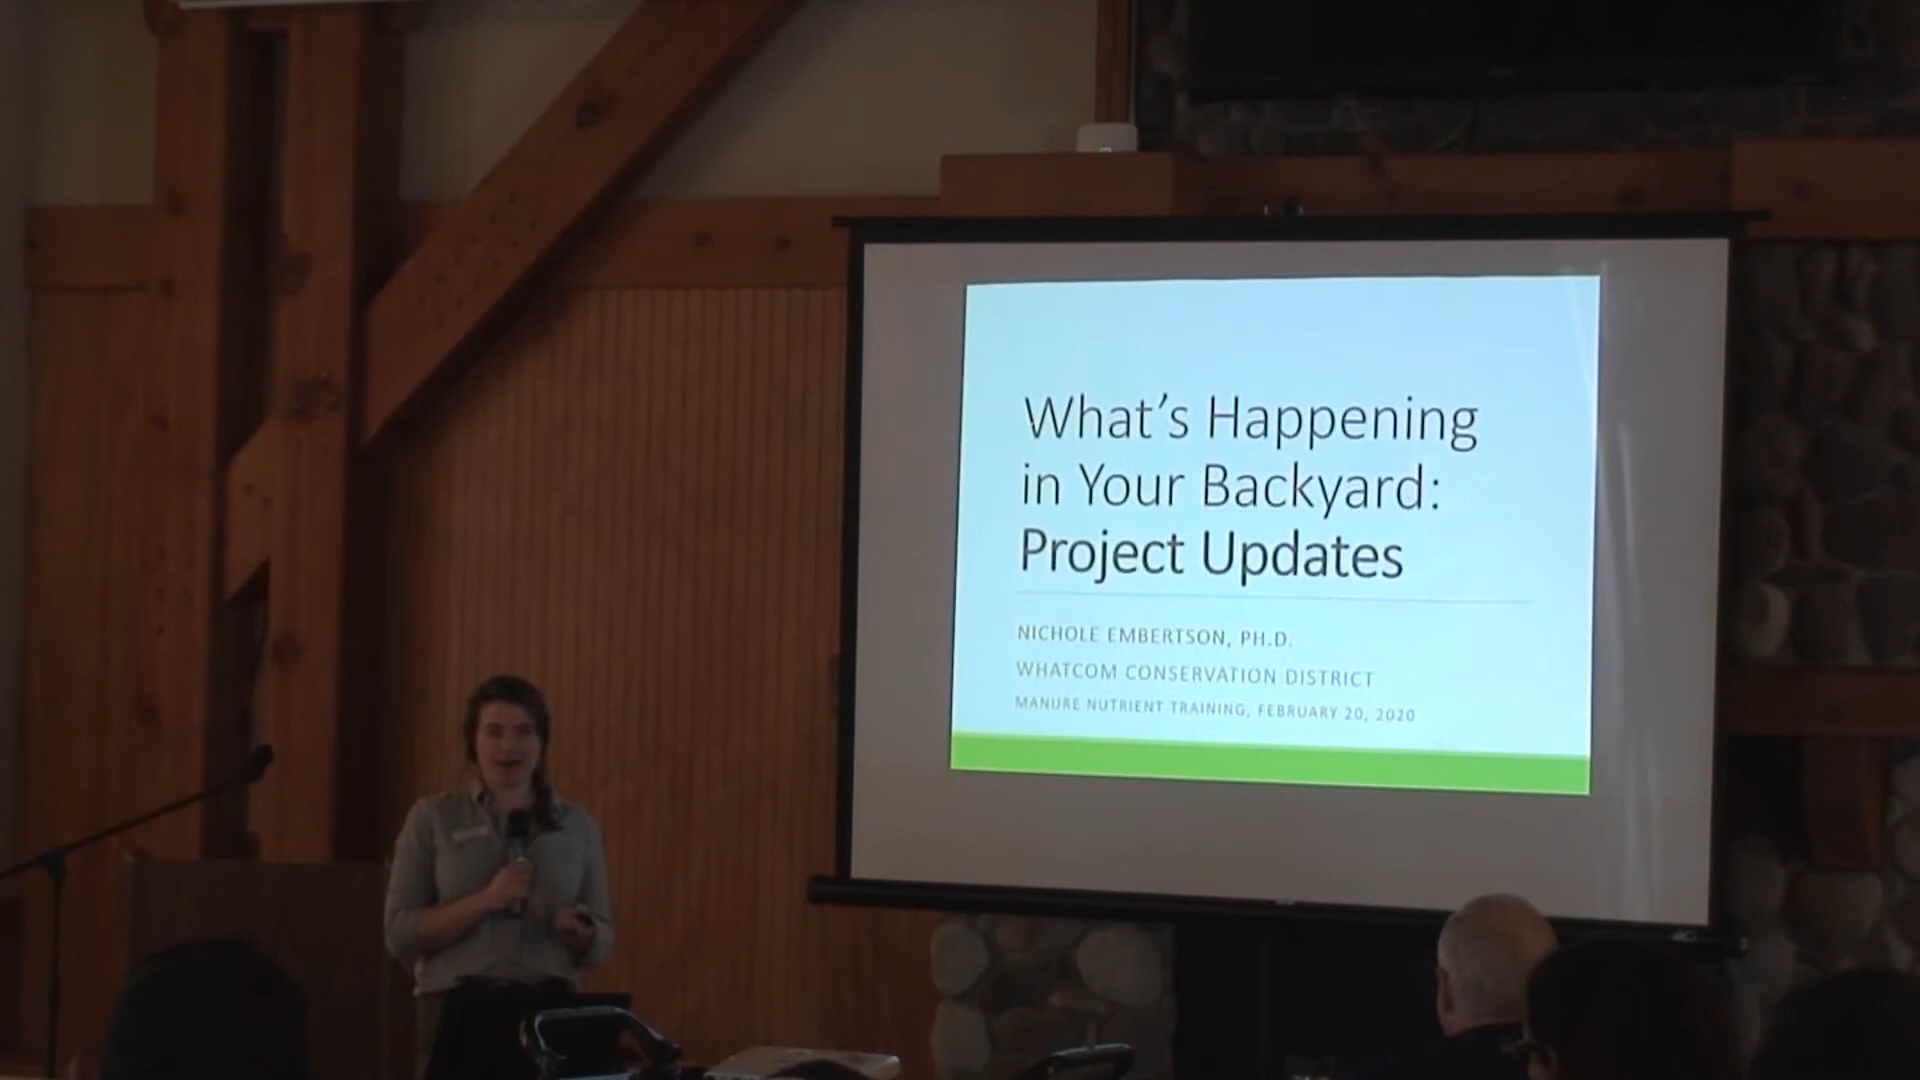 What's Happening
in Your Backyard:
Project Updates
NICHOLE EMBERTSON, PH.D.
WHATCOM CONSERVATION DISTRICT
MANURE NUTRIENT TRAINING, FEBRUARY 20, 2020